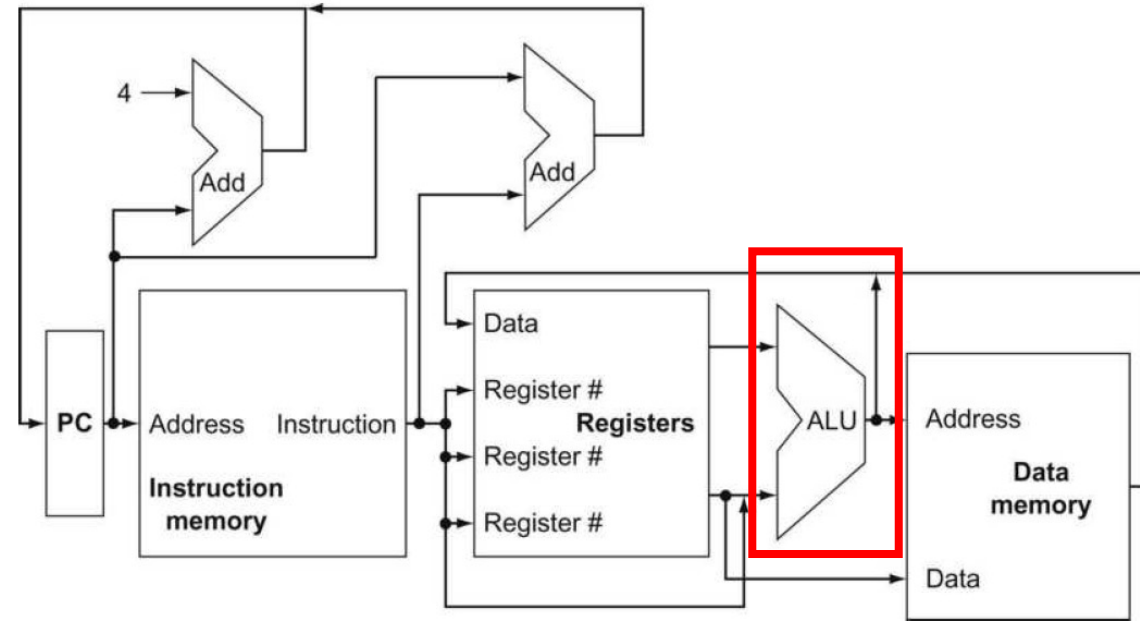 4
Add
Add
Data
Register #
Registers
Register #
Register #
PC
Address
Instruction
Instruction
memory
ALU
Address
Data
memory
Data